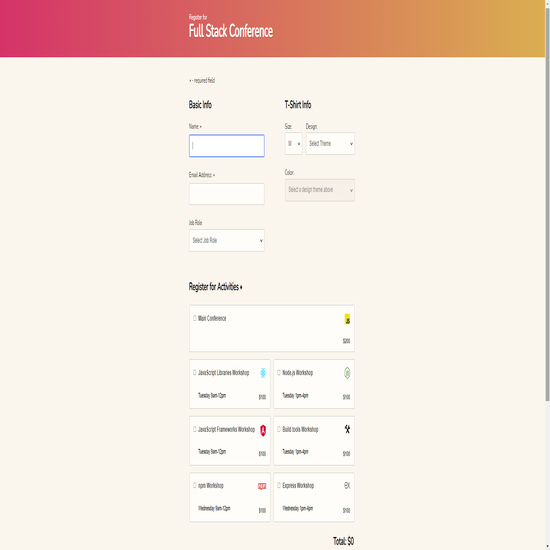 Register for
Full Stack Conference
* - required field
Basic Info
T-Shirt Info
Name: *
Size:
Design:
M
Select Theme
Email Address: *
Color:
Select a design theme above
Job Role
Select Job Role
Register for Activities *
Main Conference
JS
$200
JavaScript Libraries Workshop
Tuesday 9am-12pm
$100
Node.js Workshop
Tuesday 1pm-4pm
$100
JavaScript Frameworks Workshop
Tuesday 9am-12pm
$100
Build tools Workshop
Tuesday 1pm-4pm
$100
npm Workshop
npm
Wednesday 9am-12pm
$100
Express Workshop
ex
Wednesday 1pm-4pm
$100
Total: $0